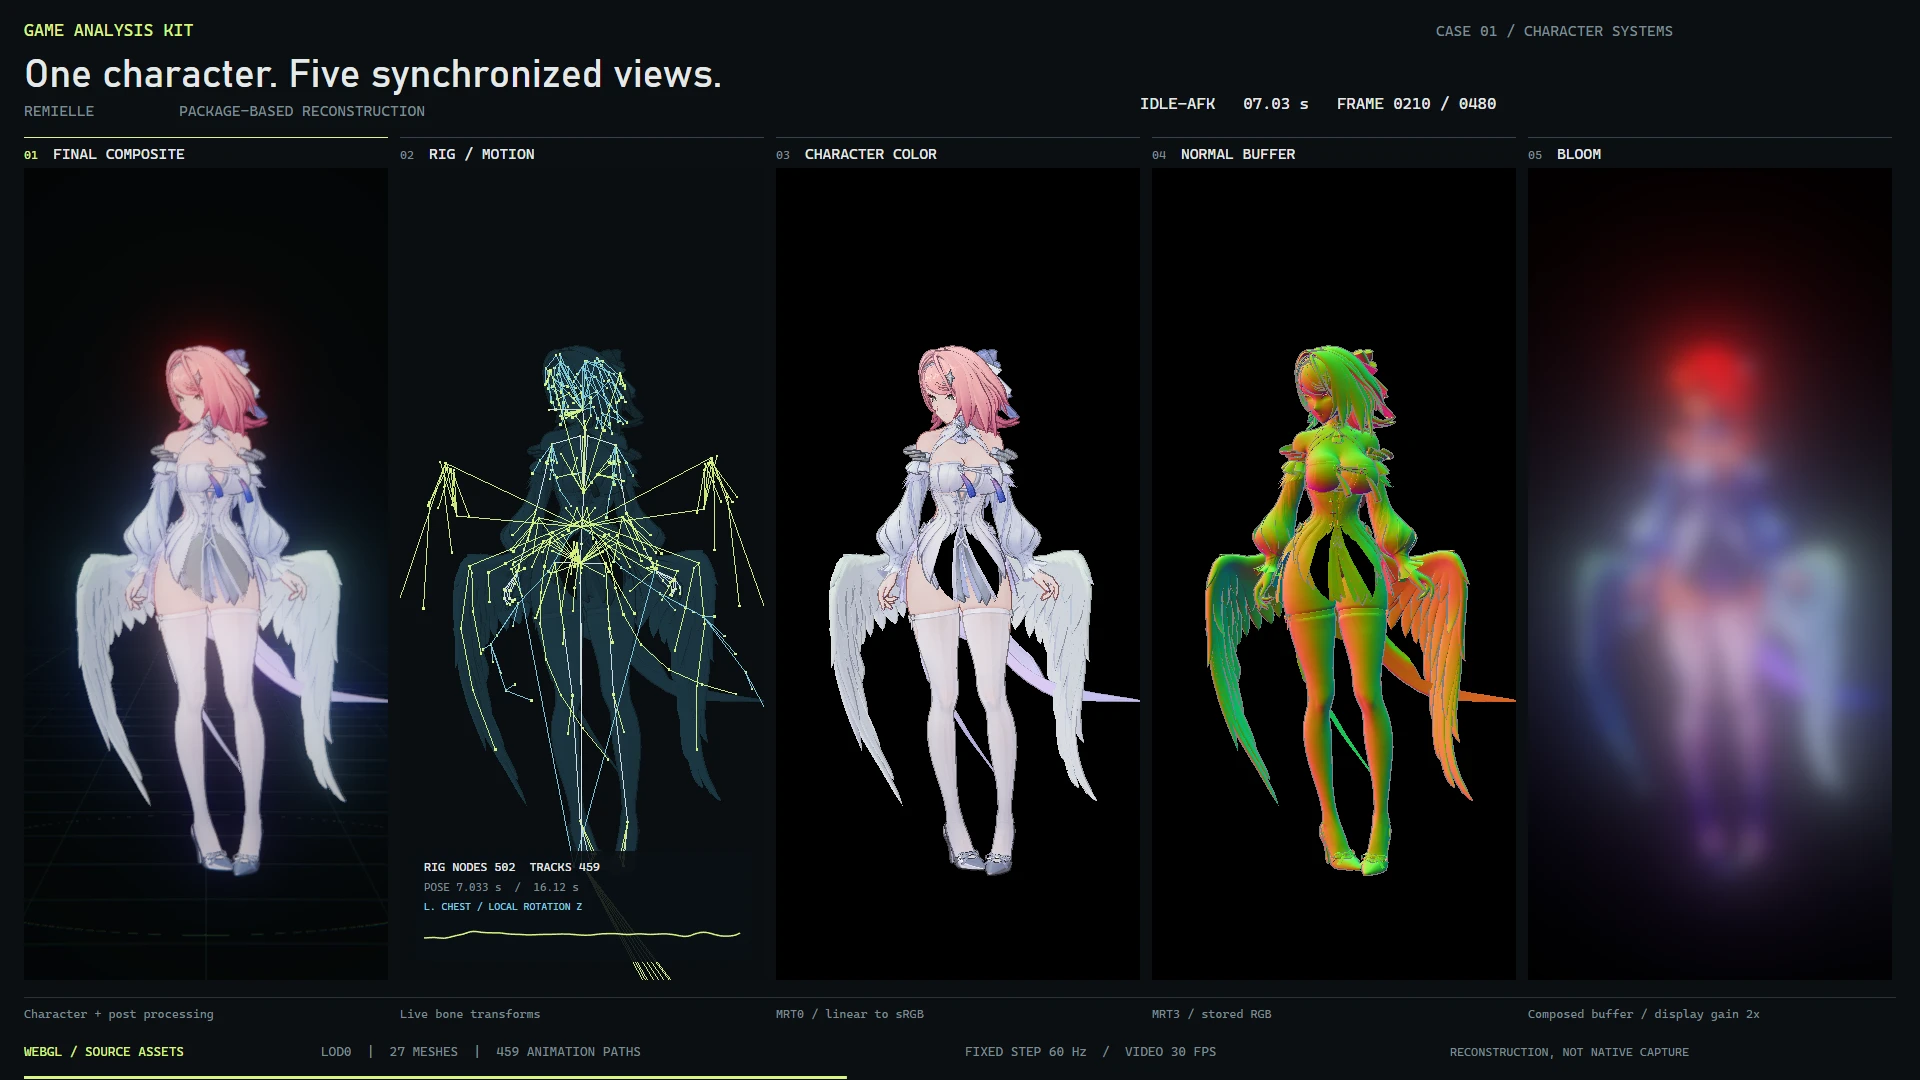 GAME ANALYSIS KIT
CASE 01 / CHARACTER SYSTEMS
One character. Five synchronized views.
REMIELLE PACKAGE-BASED RECONSTRUCTION
IDLE-AFK 07.03 s FRAME 0210 / 0480
01 FINAL COMPOSITE
02 RIG / MOTION
03 CHARACTER COLOR
04 NORMAL BUFFER
05 BLOOM
RIG NODES 502 TRACKS 459
POSE 7.033 s / 16.12 s
L. CHEST / LOCAL ROTATION Z
Character + post processing
Live bone transforms
MRT0 / linear to sRGB
MRT3 / stored RGB
Composed buffer / display gain 2x
WEBGL / SOURCE ASSETS
LOD0 | 27 MESHES | 459 ANIMATION PATHS
FIXED STEP 60 Hz / VIDEO 30 FPS
RECONSTRUCTION, NOT NATIVE CAPTURE